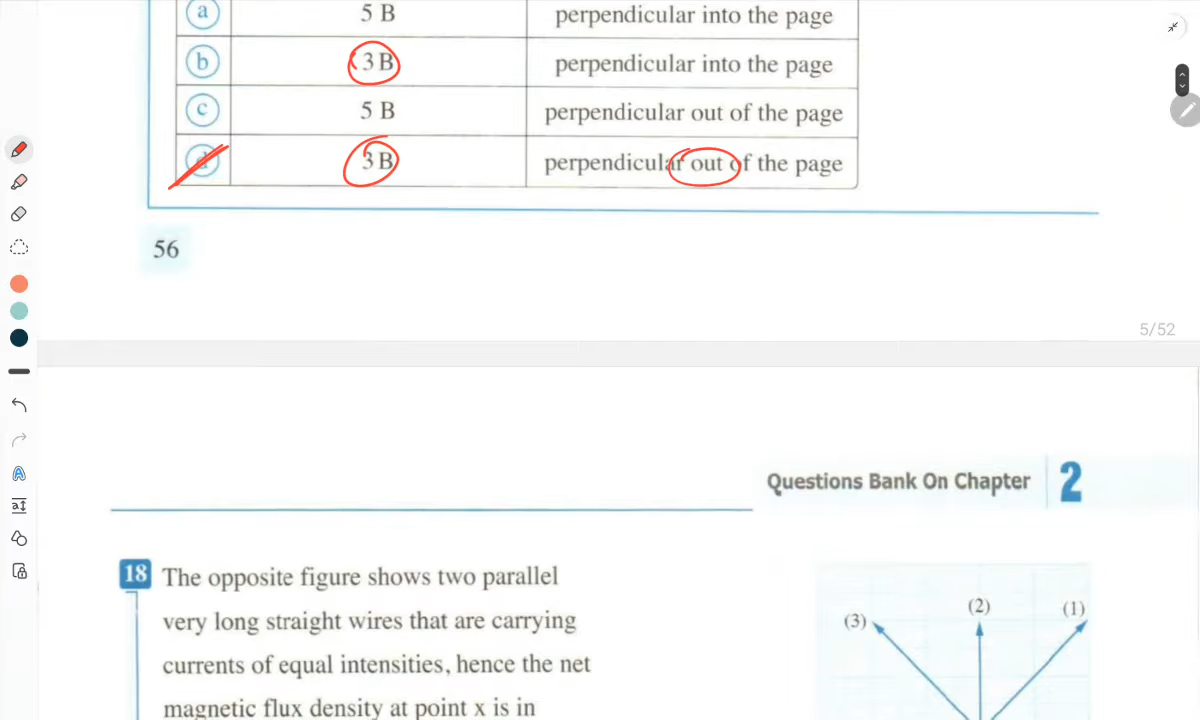 a 5 B perpendicular into the page
b 3 B perpendicular into the page
c 5 B perpendicular out of the page
d 3 B perpendicular out of the page
56
5/52
Questions Bank On Chapter 2
18 The opposite figure shows two parallel
very long straight wires that are carrying
currents of equal intensities, hence the net
magnetic flux density at point x is in
(3) (2) (1)